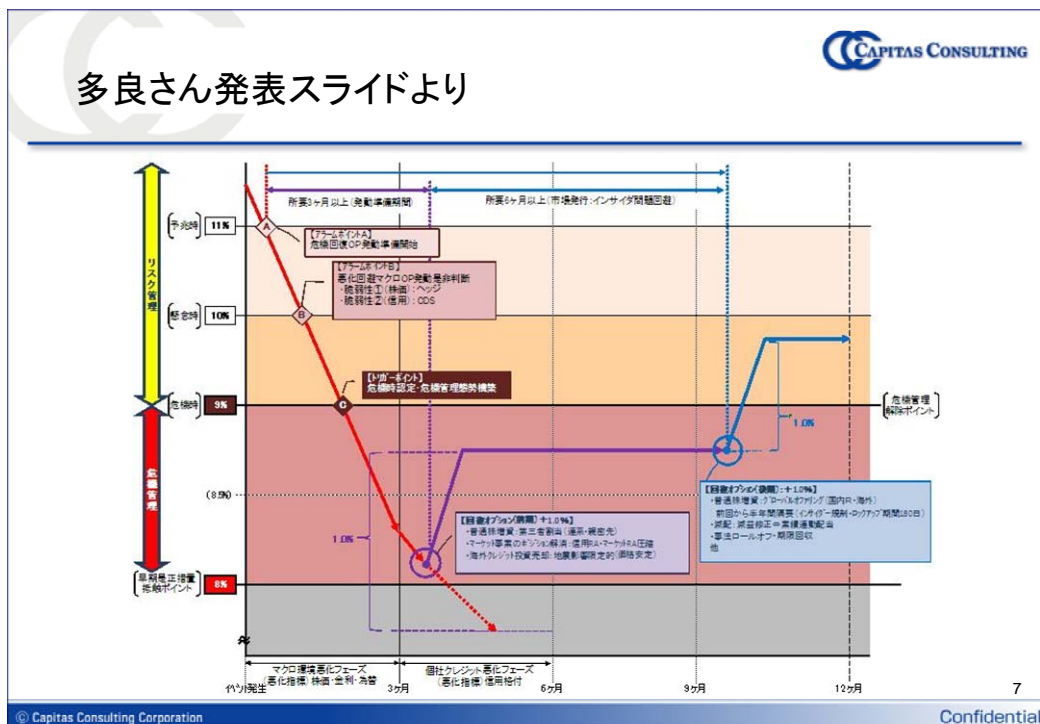 CAPITAS CONSULTING
多良さん発表スライドより
所要3ヶ月以上(発動準備期間)
所要6ヶ月以上(市場発行:インサイダ問題回避)
リスク管理
予兆時
11%
A
【アラームポイントA】
危機回復OP発動準備開始
【アラームポイントB】
悪化回避マクロOP発動是非判断
・脆弱性①(株価):ヘッジ
・脆弱性②(信用):CDS
懸念時
10%
B
【トリガーポイント】
危機時認定・危機管理態勢構築
危機時
9%
C
危機管理
解除ポイント
1.0%
危機管理
(8.5%)
1.0%
【回復オプション(前期)+1.0%】
・普通株増資:第三者割当(連系・親密先)
・マーケット事業のポジション解消:信用RA・マーケットRA圧縮
・海外クレジット投資売却:地震影響限定的(価格安定)
【回復オプション(後期):+1.0%】
・普通株増資:グローバルオファリング(国内R・海外)
前回から半年間隔要(インサイダー規制・ロックアップ期間180日)
・減配:減益修正⇒業績連動配当
・事法ロールオフ・期限回収
他
早期是正措置
抵触ポイント
8%
マクロ環境悪化フェーズ
(悪化指標)株価・金利・為替
個社クレジット悪化フェーズ
(悪化指標)信用格付
イベント発生
3ヶ月
6ヶ月
9ヶ月
12ヶ月
7
© Capitas Consulting Corporation
Confidential